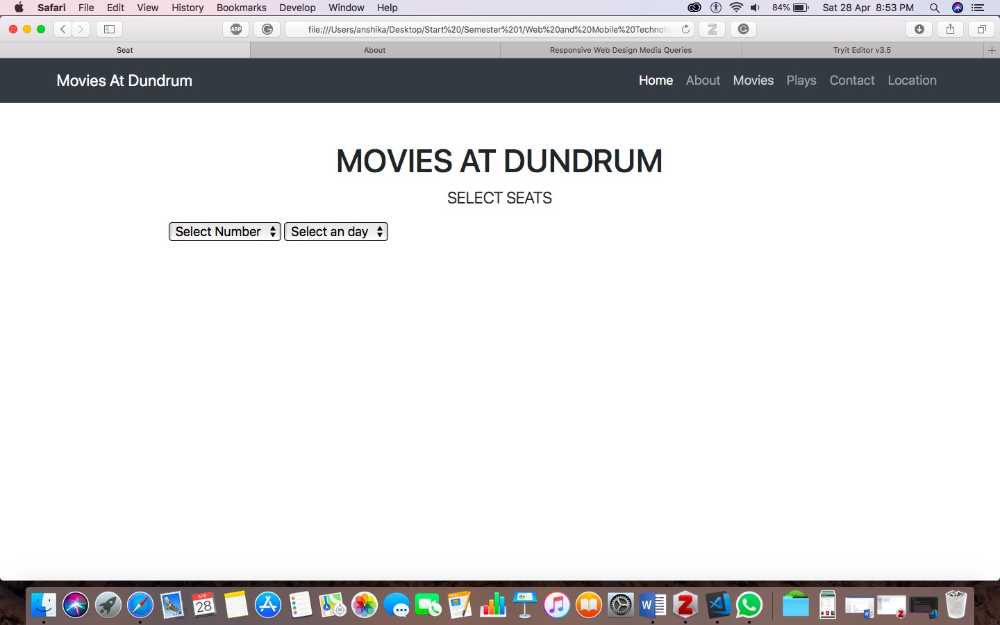 Safari File Edit View History Bookmarks Develop Window Help 84% Sat 28 Apr 8:53 PM
ABP file:///Users/anshika/Desktop/Start%20/Semester%201/Web%20and%20Mobile%20Technolo
Seat About Responsive Web Design Media Queries Tryit Editor v3.5
Movies At Dundrum Home About Movies Plays Contact Location
MOVIES AT DUNDRUM
SELECT SEATS
Select Number Select an day
APR
28